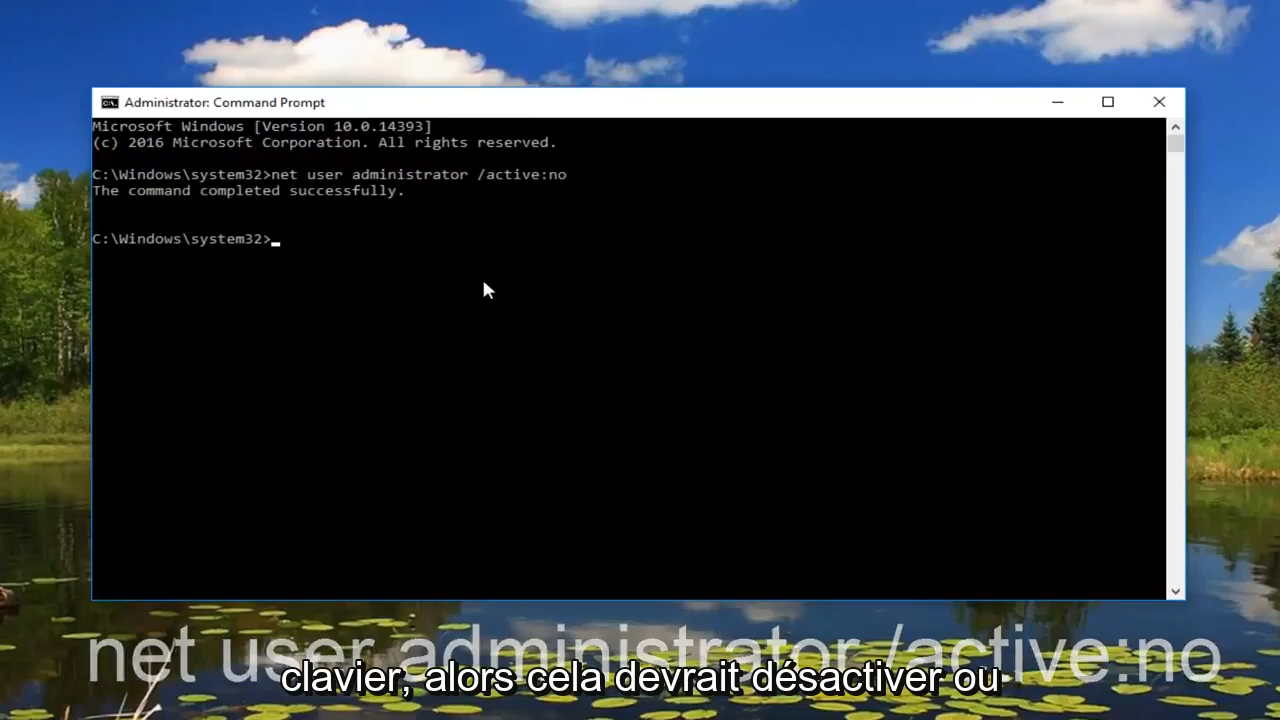 Administrator: Command Prompt
Microsoft Windows [Version 10.0.14393]
(c) 2016 Microsoft Corporation. All rights reserved.
C:\Windows\system32>net user administrator /active:no
The command completed successfully.
C:\Windows\system32>
net user administrator /active:no
clavier, alors cela devrait désactiver ou